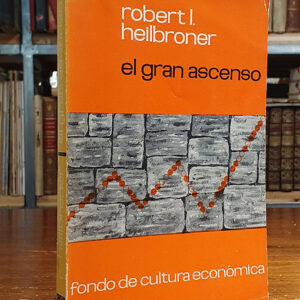 robert l.
heilbroner
el gran ascenso
fondo de cultura económica